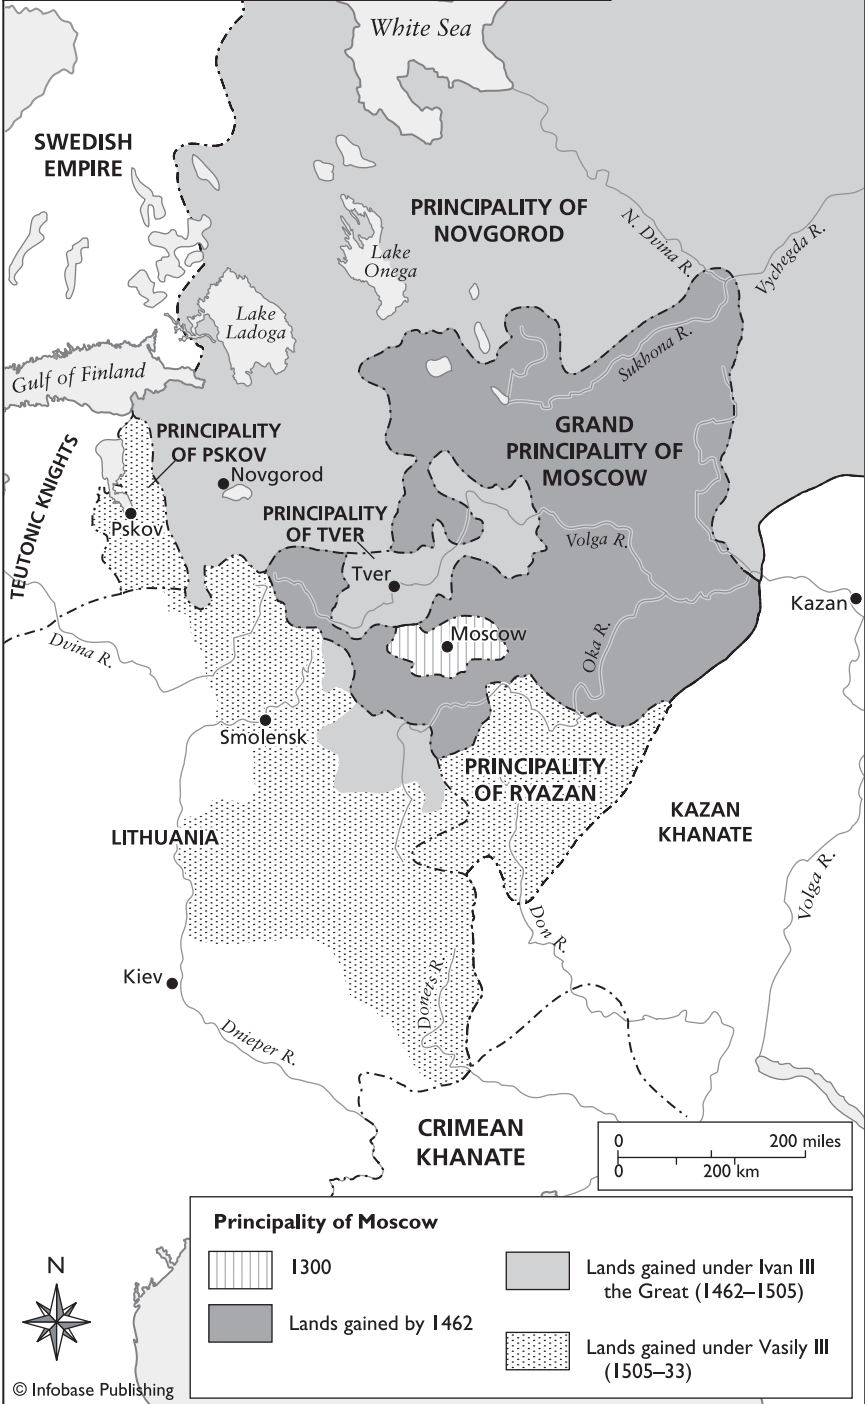 White Sea
SWEDISH
EMPIRE
PRINCIPALITY OF
NOVGOROD
N. Dvina R.
Vychegda R.
Lake
Onega
Lake
Ladoga
Sukhona R.
Gulf of Finland
PRINCIPALITY
OF PSKOV
GRAND
PRINCIPALITY OF
MOSCOW
TEUTONIC KNIGHTS
Novgorod
PRINCIPALITY
OF TVER
Pskov
Volga R.
Tver
Kazan
Moscow
Oka R.
Dvina R.
Smolensk
PRINCIPALITY
OF RYAZAN
KAZAN
KHANATE
LITHUANIA
Volga R.
Don R.
Kiev
Donets R.
Dnieper R.
CRIMEAN
KHANATE
0 200 miles
0 200 km
Principality of Moscow
1300
Lands gained by 1462
Lands gained under Ivan III
the Great (1462–1505)
Lands gained under Vasily III
(1505–33)
N
© Infobase Publishing